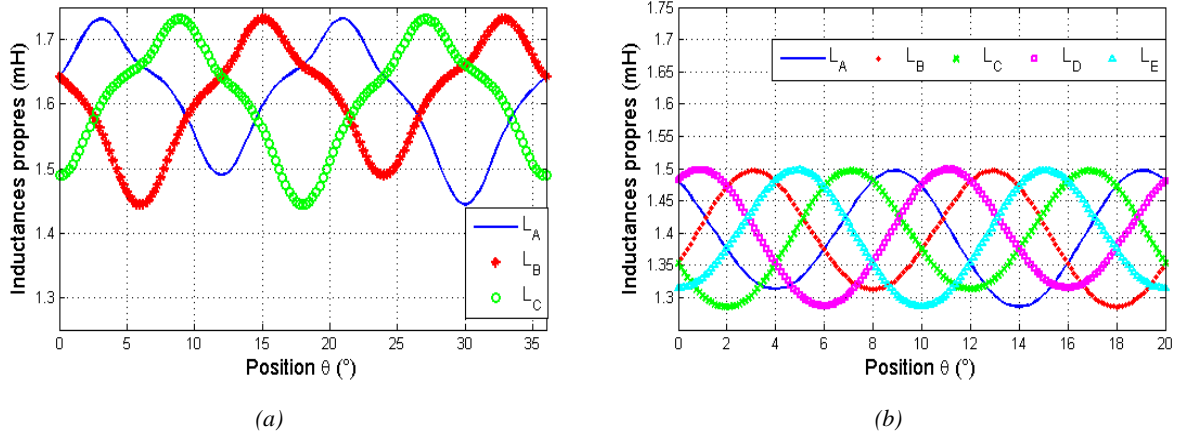 Inductances propres (mH)
1.7
1.6
1.5
1.4
1.3
0 5 10 15 20 25 30 35
Position θ (°)
L_A
L_B
L_C
(a)
Inductances propres (mH)
1.75
1.7
1.65
1.6
1.55
1.5
1.45
1.4
1.35
1.3
0 2 4 6 8 10 12 14 16 18 20
Position θ (°)
L_A L_B L_C L_D L_E
(b)